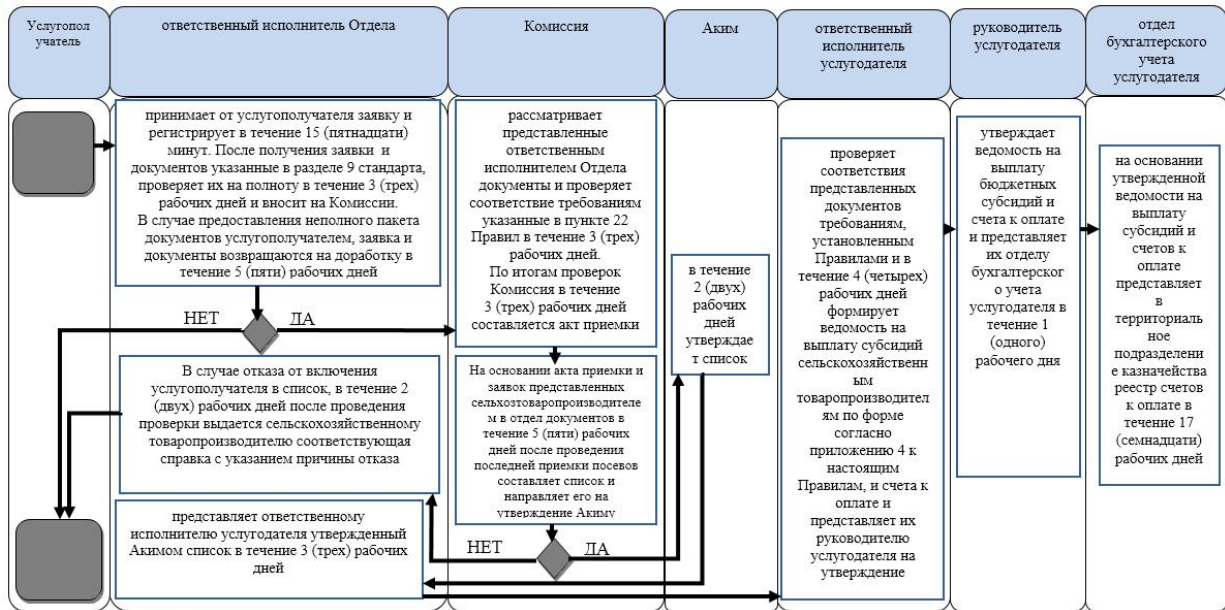 Услугопол
учатель
ответственный исполнитель Отдела
Комиссия
Аким
ответственный
исполнитель
услугодателя
руководитель
услугодателя
отдел
бухгалтерского
учета
услугодателя
принимает от услугополучателя заявку и
регистрирует в течение 15 (пятнадцати)
минут. После получения заявки и
документов указанные в разделе 9 стандарта,
проверяет их на полноту в течение 3 (трех)
рабочих дней и вносит на Комиссии.
В случае предоставления неполного пакета
документов услугополучателем, заявка и
документы возвращаются на доработку в
течение 5 (пяти) рабочих дней
НЕТ
ДА
В случае отказа от включения
услугополучателя в список, в течение 2
(двух) рабочих дней после проведения
проверки выдается сельскохозяйственному
товаропроизводителю соответствующая
справка с указанием причины отказа
представляет ответственному
исполнителю услугодателя утвержденный
Акимом список в течение 3 (трех) рабочих
дней
рассматривает
представленные
ответственным
исполнителем Отдела
документы и проверяет
соответствие требованиям
указанные в пункте 22
Правил в течение 3 (трех)
рабочих дней.
По итогам проверок
Комиссия в течение
3 (трех) рабочих дней
составляется акт приемки
На основании акта приемки и
заявок представленных
сельхозтоваропроизводителе
м в отдел документов в
течение 5 (пяти) рабочих
дней после проведения
последней приемки посевов
составляет список и
направляет его на
утверждение Акиму
НЕТ
ДА
в течение
2 (двух)
рабочих
дней
утверждае
т список
проверяет
соответствия
представленных
документов
требованиям,
установленным
Правилами и в
течение 4 (четырех)
рабочих дней
формирует
ведомость на
выплату субсидий
сельскохозяйственн
ым
товаропроизводител
ям по форме
согласно
приложению 4 к
настоящим
Правилам, и счета к
оплате и
представляет их
руководителю
услугодателя на
утверждение
утверждает
ведомость на
выплату
бюджетных
субсидий и
счета к оплате
и представляет
их отделу
бухгалтерског
о учета
услугодателя в
течение 1
(одного)
рабочего дня
на основании
утвержденной
ведомости на
выплату
субсидий и
счетов к
оплате
представляет
в
территориаль
ное
подразделени
е казначейства
реестр счетов
к оплате в
течение 17
(семнадцати)
рабочих дней